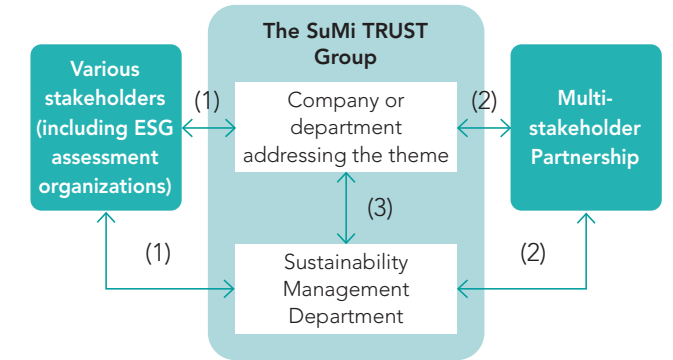 The SuMi TRUST
Group
Various
stakeholders
(including ESG
assessment
organizations)
(1)
Company or
department
addressing the theme
(2)
Multi-
stakeholder
Partnership
(3)
(1)
Sustainability
Management
Department
(2)